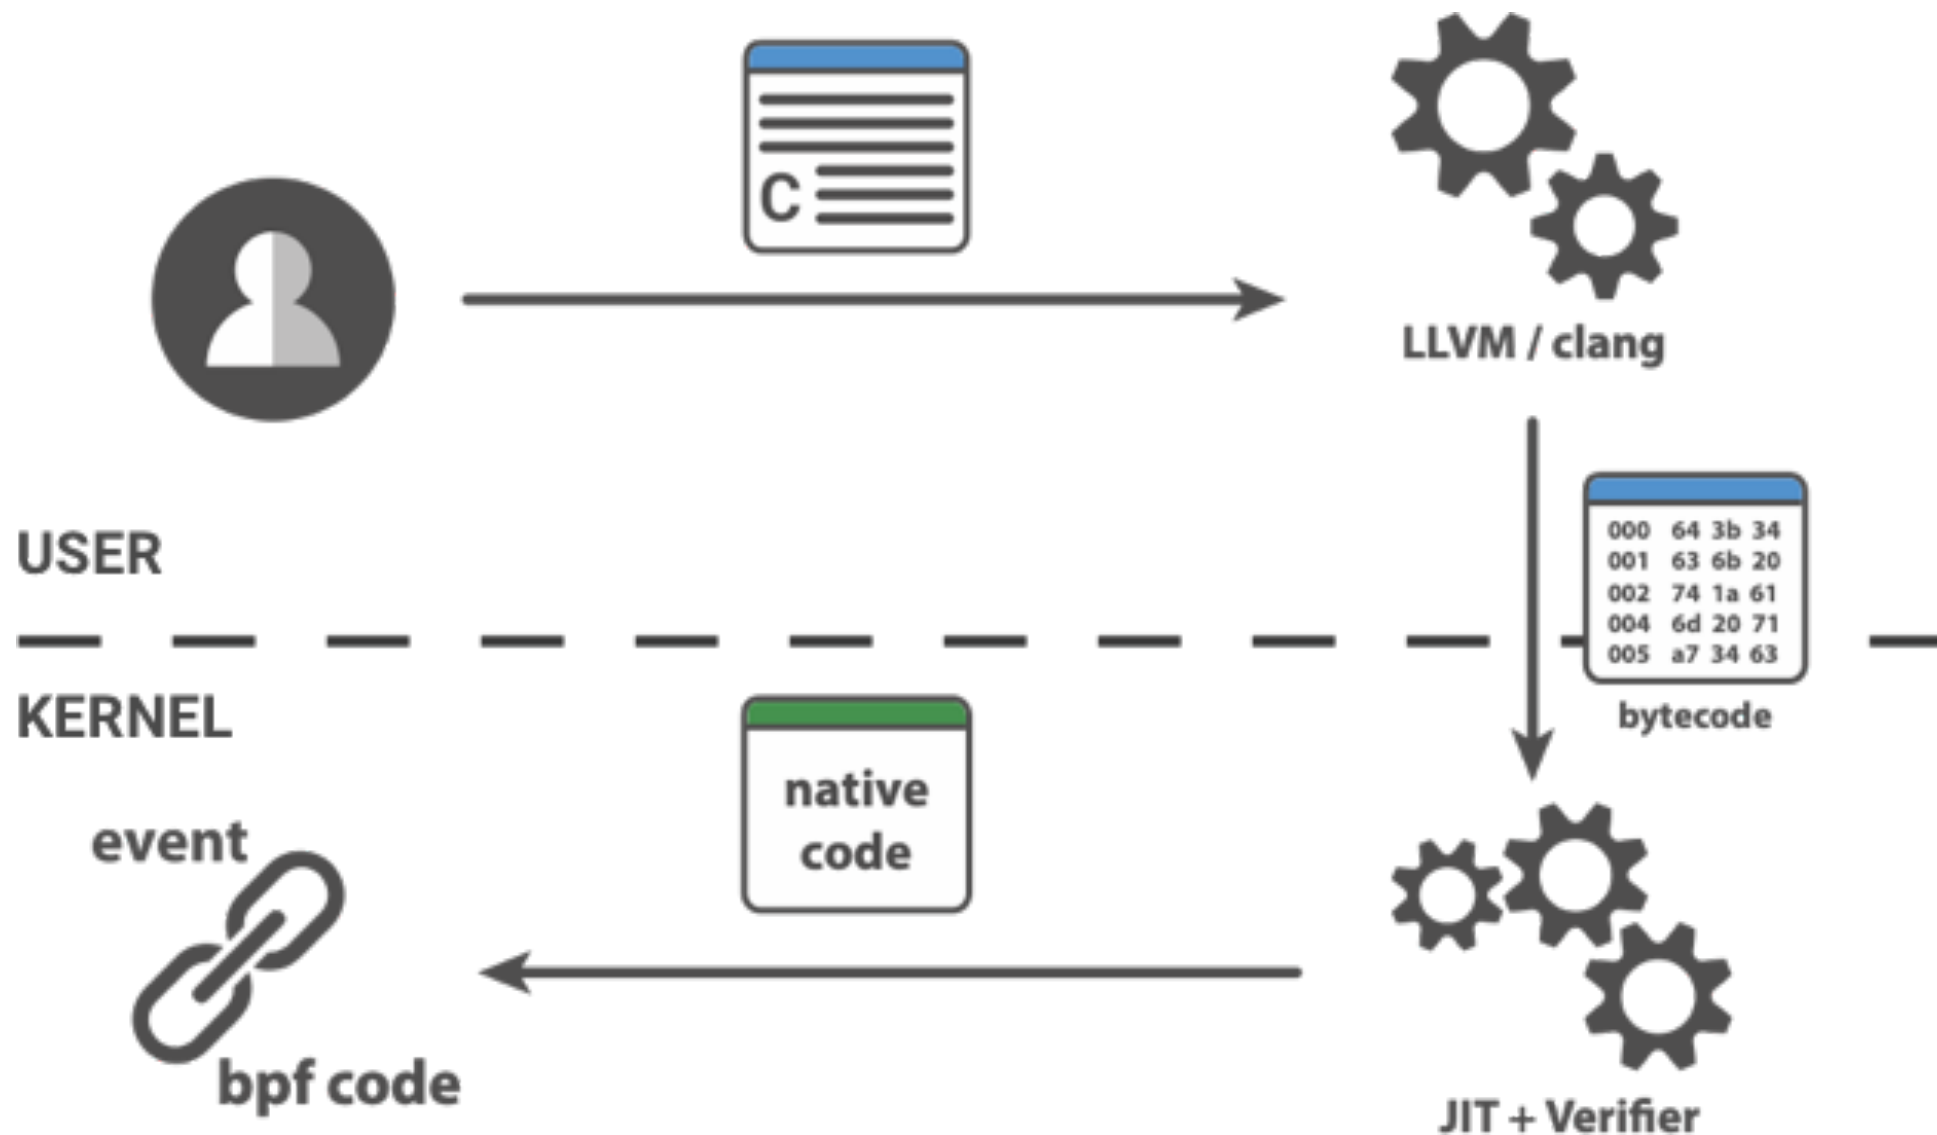 C
LLVM / clang
USER
000 64 3b 34
001 63 6b 20
002 74 1a 61
004 6d 20 71
005 a7 34 63
bytecode
KERNEL
native
code
event
bpf code
JIT + Verifier